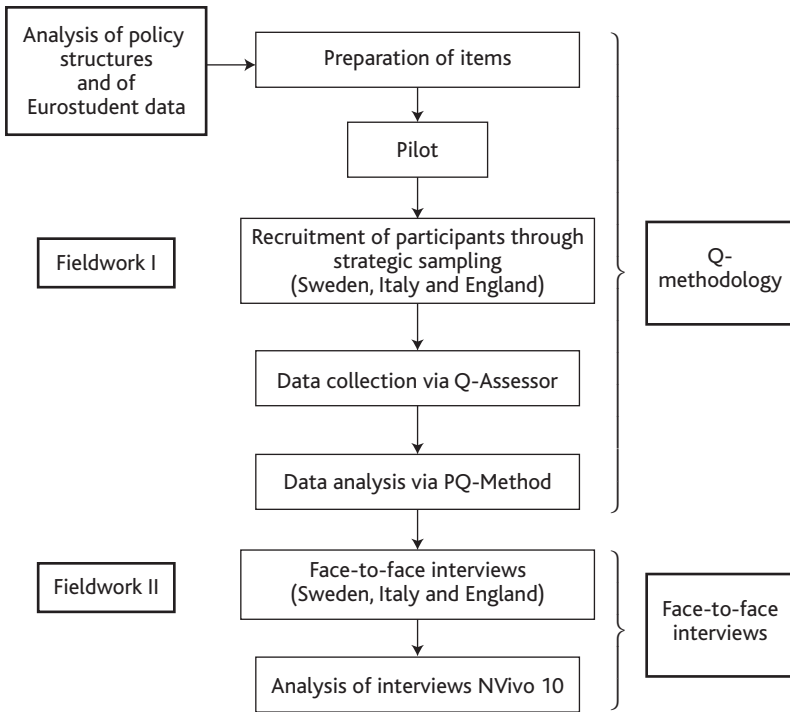 Analysis of policy
structures
and of
Eurostudent data
Preparation of items
Pilot
Fieldwork I
Recruitment of participants through
strategic sampling
(Sweden, Italy and England)
Q-
methodology
Data collection via Q-Assessor
Data analysis via PQ-Method
Fieldwork II
Face-to-face interviews
(Sweden, Italy and England)
Face-to-face
interviews
Analysis of interviews NVivo 10